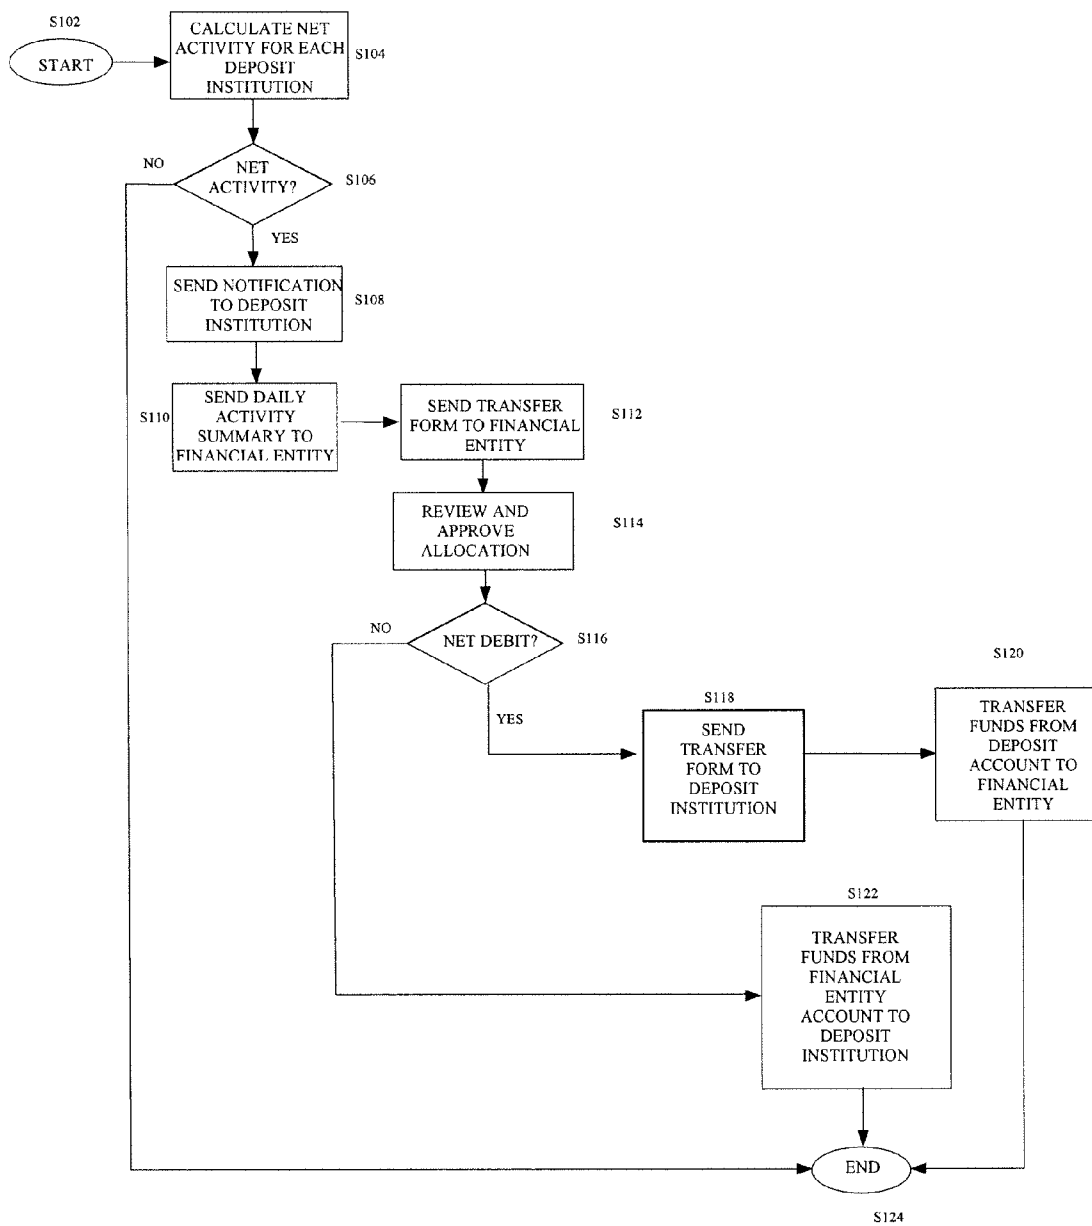 S102
START
CALCULATE NET
ACTIVITY FOR EACH
DEPOSIT
INSTITUTION
S104
NO
NET
ACTIVITY?
S106
YES
SEND NOTIFICATION
TO DEPOSIT
INSTITUTION
S108
S110
SEND DAILY
ACTIVITY
SUMMARY TO
FINANCIAL ENTITY
SEND TRANSFER
FORM TO FINANCIAL
ENTITY
S112
REVIEW AND
APPROVE
ALLOCATION
S114
NO
NET DEBIT?
S116
YES
S118
SEND
TRANSFER
FORM TO
DEPOSIT
INSTITUTION
S120
TRANSFER
FUNDS FROM
DEPOSIT
ACCOUNT TO
FINANCIAL
ENTITY
S122
TRANSFER
FUNDS FROM
FINANCIAL
ENTITY
ACCOUNT TO
DEPOSIT
INSTITUTION
END
S124